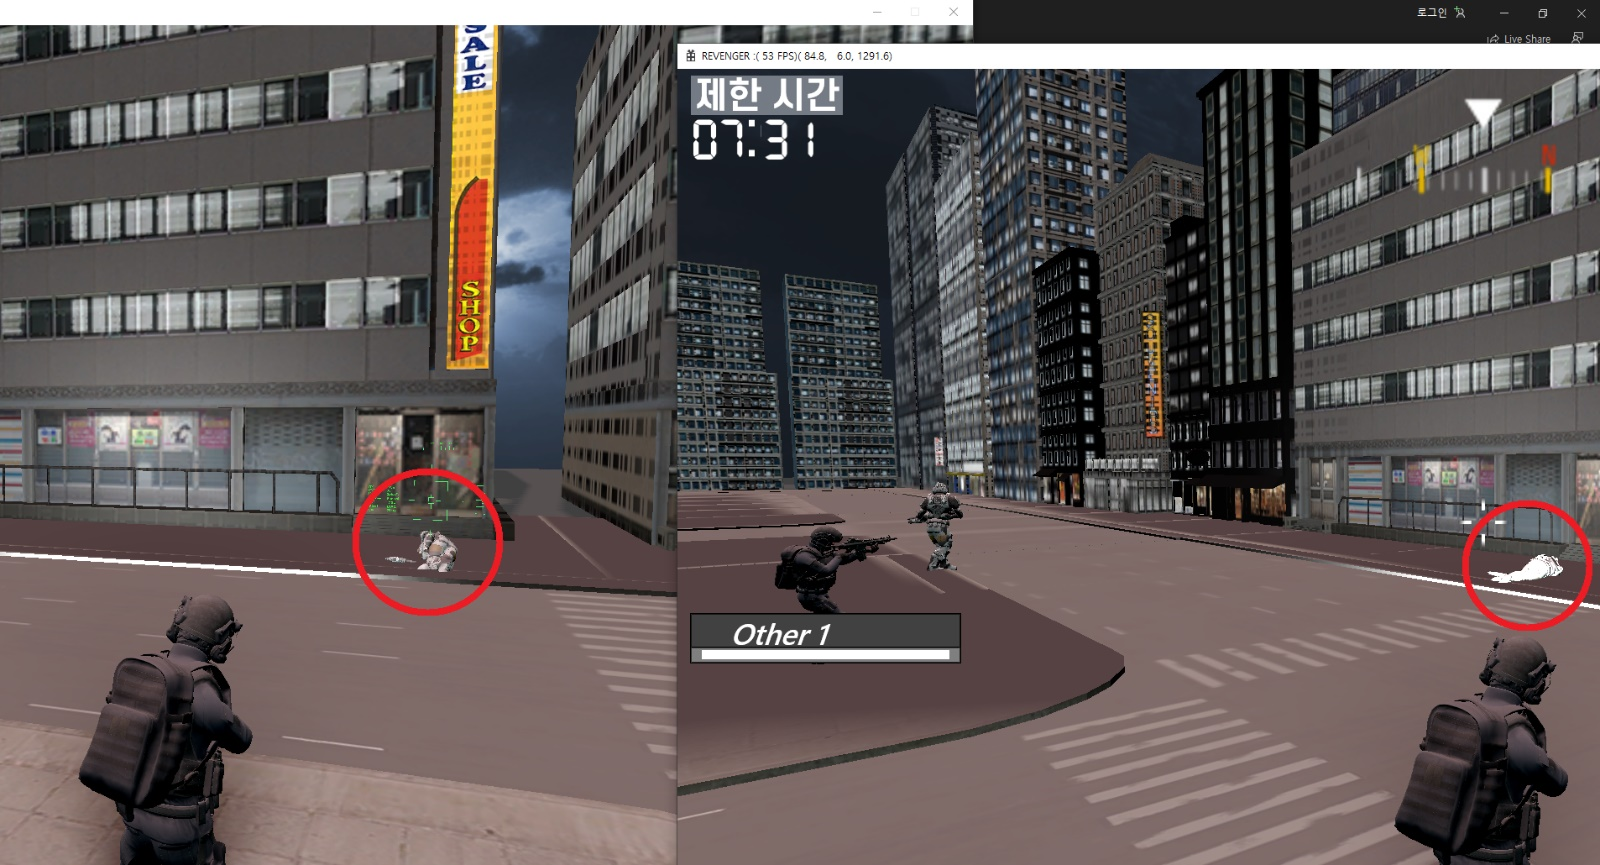 로그인
Live Share
REVENGER :( 53 FPS)( 84.8, 6.0, 1291.6)
SALE
SHOP
제한 시간
07:31
W
N
Other 1